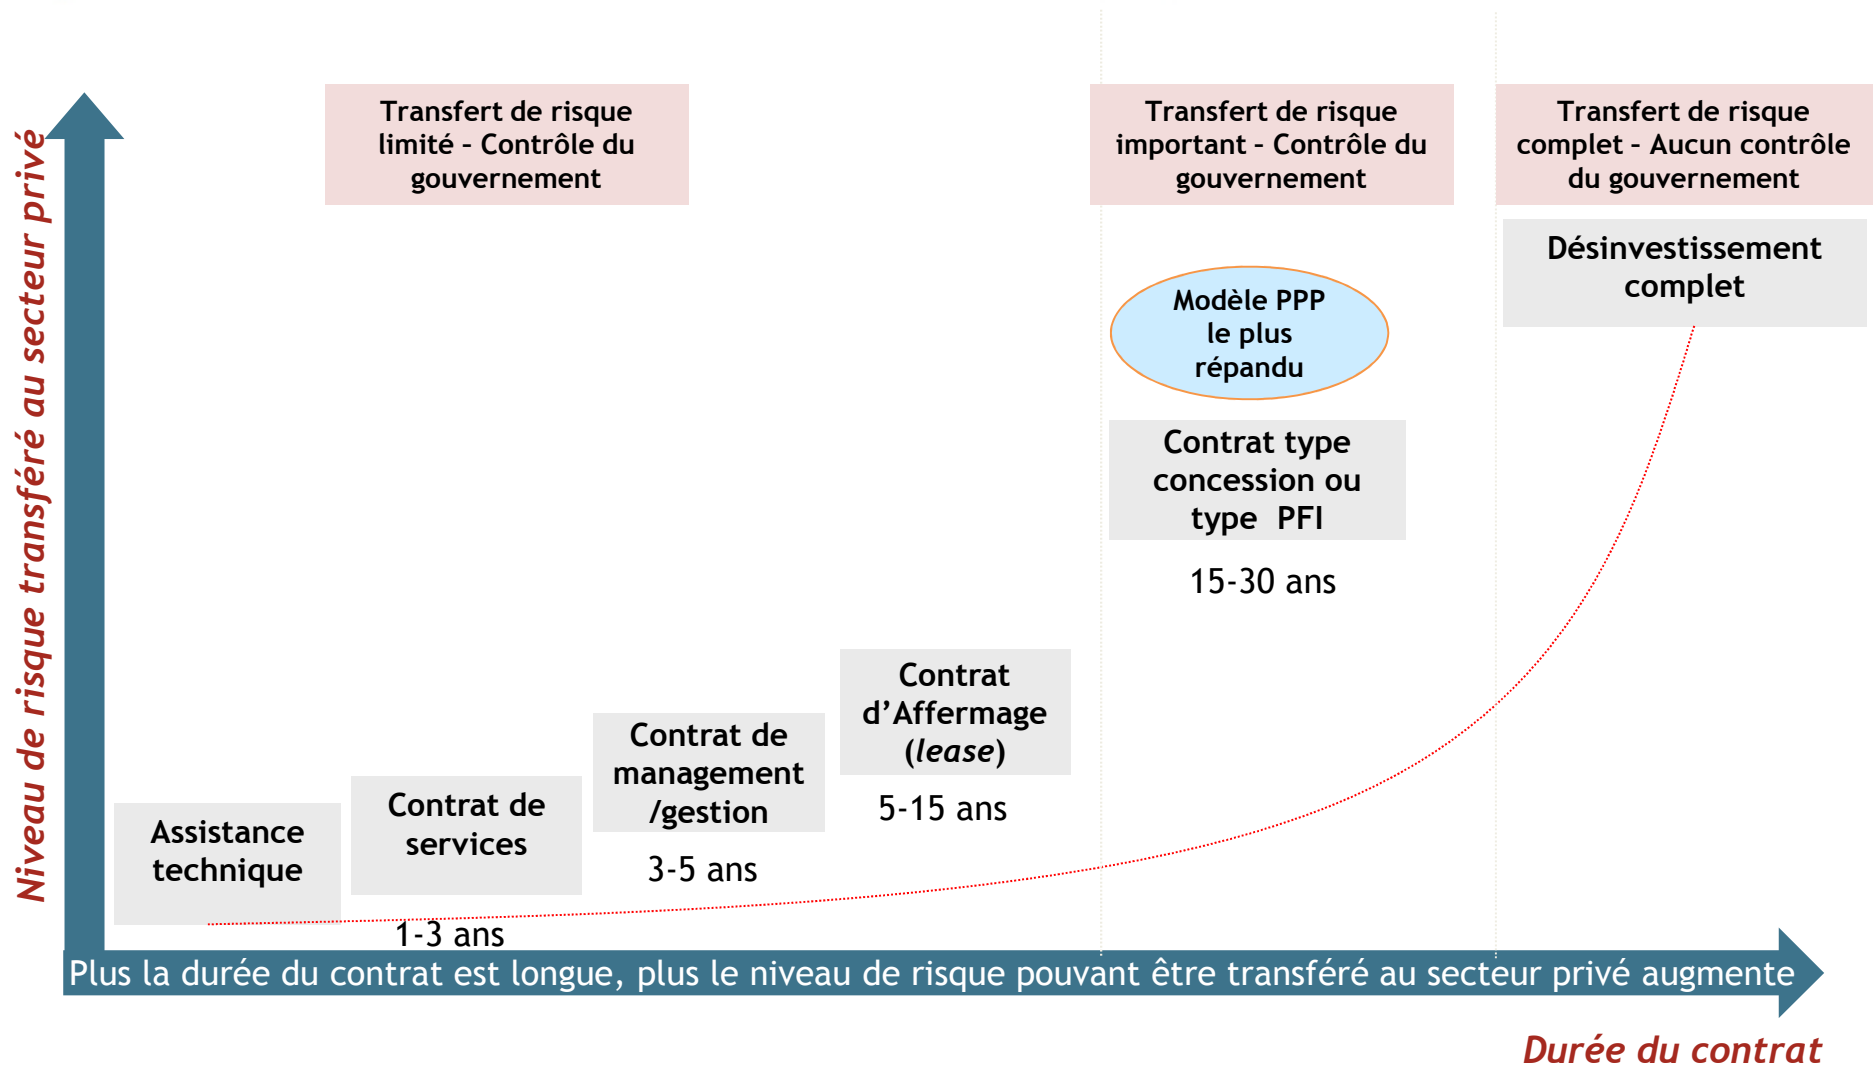 Niveau de risque transféré au secteur privé
Transfert de risque
limité – Contrôle du
gouvernement
Transfert de risque
important – Contrôle du
gouvernement
Transfert de risque
complet – Aucun contrôle
du gouvernement
Désinvestissement
complet
Modèle PPP
le plus
répandu
Contrat type
concession ou
type PFI
15-30 ans
Contrat
d’Affermage
(lease)
5-15 ans
Contrat de
management
/gestion
3-5 ans
Contrat de
services
1-3 ans
Assistance
technique
Plus la durée du contrat est longue, plus le niveau de risque pouvant être transféré au secteur privé augmente
Durée du contrat